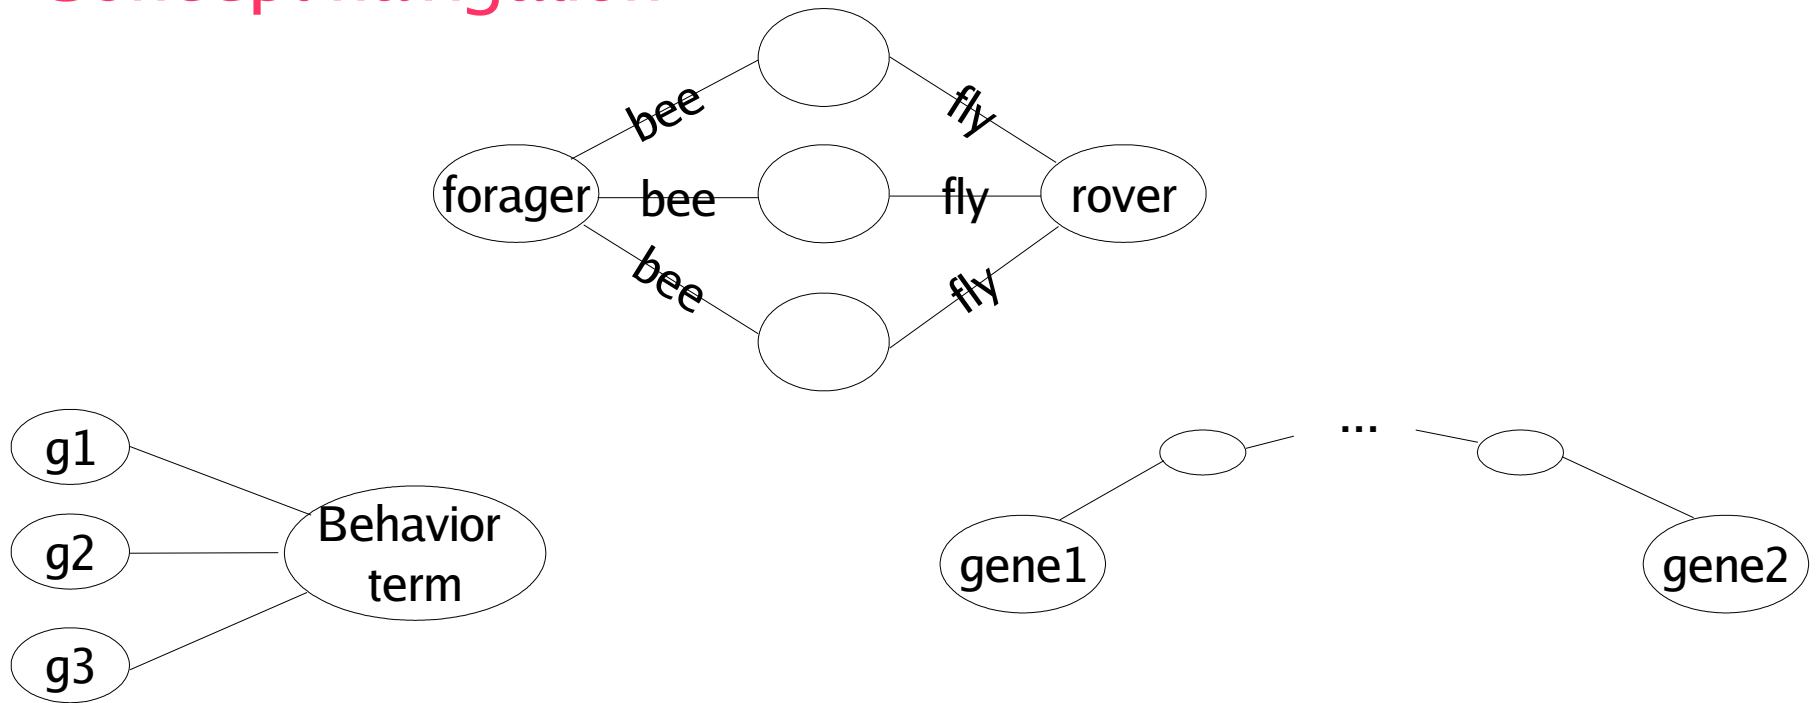 bee
fly
forager
bee
fly
rover
bee
fly
...
g1
Behavior
term
g2
g3
gene1
gene2